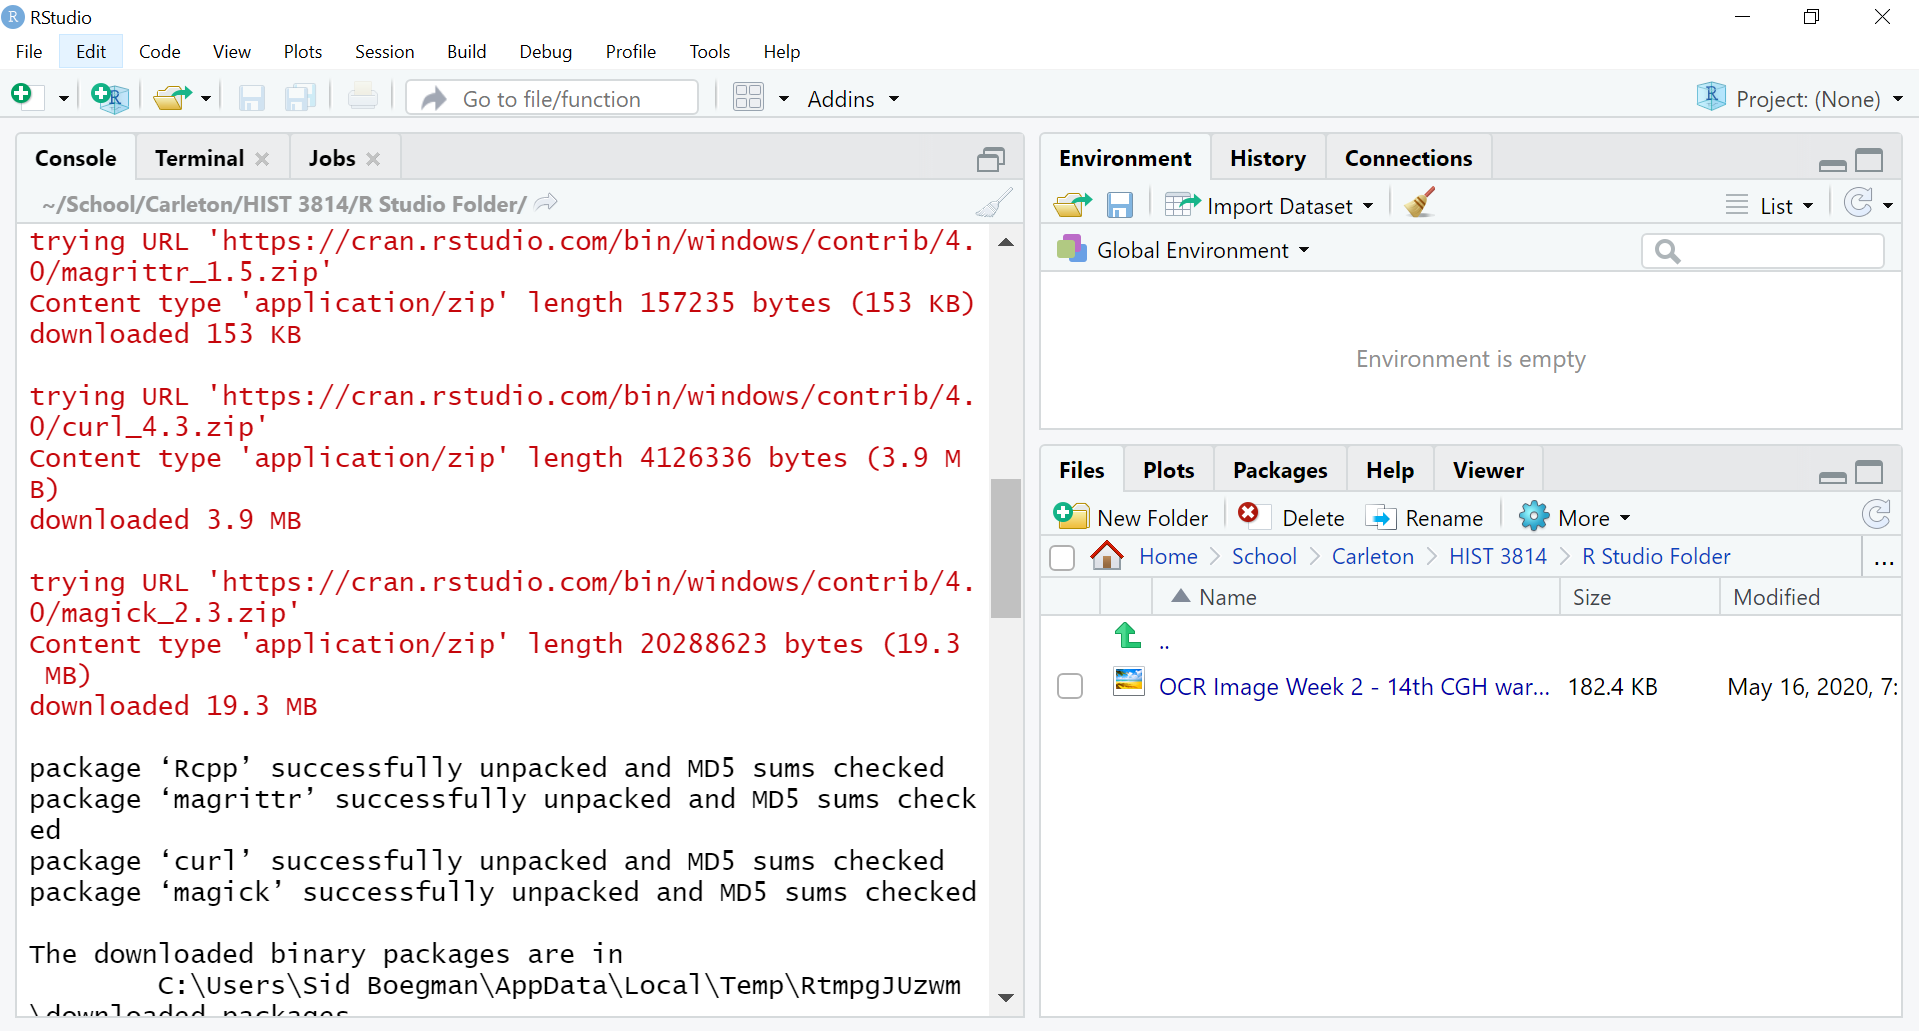 RStudio
File Edit Code View Plots Session Build Debug Profile Tools Help
Go to file/function
Addins
Project: (None)
Console Terminal Jobs
~/School/Carleton/HIST 3814/R Studio Folder/
trying URL 'https://cran.rstudio.com/bin/windows/contrib/4.
0/magrittr_1.5.zip'
Content type 'application/zip' length 157235 bytes (153 KB)
downloaded 153 KB
trying URL 'https://cran.rstudio.com/bin/windows/contrib/4.
0/curl_4.3.zip'
Content type 'application/zip' length 4126336 bytes (3.9 M
B)
downloaded 3.9 MB
trying URL 'https://cran.rstudio.com/bin/windows/contrib/4.
0/magick_2.3.zip'
Content type 'application/zip' length 20288623 bytes (19.3
MB)
downloaded 19.3 MB
package ‘Rcpp’ successfully unpacked and MD5 sums checked
package ‘magrittr’ successfully unpacked and MD5 sums check
ed
package ‘curl’ successfully unpacked and MD5 sums checked
package ‘magick’ successfully unpacked and MD5 sums checked
The downloaded binary packages are in
C:\Users\Sid Boegman\AppData\Local\Temp\RtmpgJUzwm
\downloaded_packages
Environment History Connections
Import Dataset
List
Global Environment
Environment is empty
Files Plots Packages Help Viewer
New Folder Delete Rename More
Home School Carleton HIST 3814 R Studio Folder ...
Name Size Modified
..
OCR Image Week 2 - 14th CGH war... 182.4 KB May 16, 2020, 7: